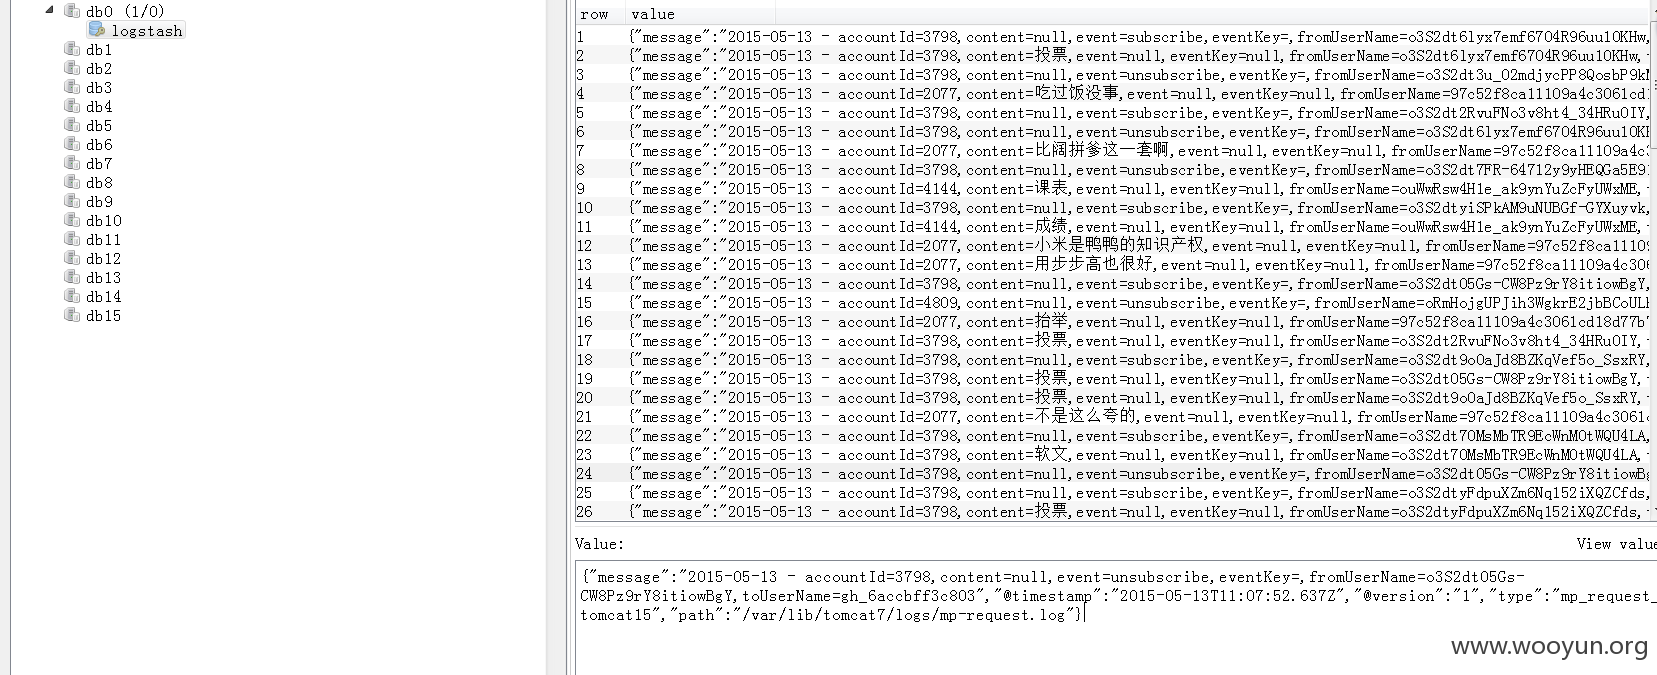 db0 (1/0)
logstash
db1
db2
db3
db4
db5
db6
db7
db8
db9
db10
db11
db12
db13
db14
db15
row value
1 {"message":"2015-05-13 - accountId=3798,content=null,event=subscribe,eventKey=,fromUserName=o3S2dt6lyx7emf6704R96uu1OKHw,
2 {"message":"2015-05-13 - accountId=3798,content=投票,event=null,eventKey=null,fromUserName=o3S2dt6lyx7emf6704R96uu1OKHw,
3 {"message":"2015-05-13 - accountId=3798,content=null,event=unsubscribe,eventKey=,fromUserName=o3S2dt3u_02mdjycPP8QosbP9kM
4 {"message":"2015-05-13 - accountId=2077,content=吃过饭没事,event=null,eventKey=null,fromUserName=97c52f8ca11109a4c3061cd1
5 {"message":"2015-05-13 - accountId=3798,content=null,event=subscribe,eventKey=,fromUserName=o3S2dt2RvuFNo3v8ht4_34HRuOIY,
6 {"message":"2015-05-13 - accountId=3798,content=null,event=unsubscribe,eventKey=,fromUserName=o3S2dt6lyx7emf6704R96uu1OKH
7 {"message":"2015-05-13 - accountId=2077,content=比阔拼爹这一套啊,event=null,eventKey=null,fromUserName=97c52f8ca11109a4c3
8 {"message":"2015-05-13 - accountId=3798,content=null,event=unsubscribe,eventKey=,fromUserName=o3S2dt7FR-64712y9yHEQGa5E91
9 {"message":"2015-05-13 - accountId=4144,content=课表,event=null,eventKey=null,fromUserName=ouWwRsw4H1e_ak9ynYuZcFyUWxME,
10 {"message":"2015-05-13 - accountId=3798,content=null,event=subscribe,eventKey=,fromUserName=o3S2dtyiSPkAM9uNUBGf-GYXuyvk,
11 {"message":"2015-05-13 - accountId=4144,content=成绩,event=null,eventKey=null,fromUserName=ouWwRsw4H1e_ak9ynYuZcFyUWxME,
12 {"message":"2015-05-13 - accountId=2077,content=小米是鸭鸭的知识产权,event=null,eventKey=null,fromUserName=97c52f8ca1110
13 {"message":"2015-05-13 - accountId=2077,content=用步步高也很好,event=null,eventKey=null,fromUserName=97c52f8ca11109a4c306
14 {"message":"2015-05-13 - accountId=3798,content=null,event=subscribe,eventKey=,fromUserName=o3S2dt05Gs-CW8Pz9rY8itiowBgY,
15 {"message":"2015-05-13 - accountId=4809,content=null,event=unsubscribe,eventKey=,fromUserName=oRmHojgUPJih3WgkrE2jbBCoULH
16 {"message":"2015-05-13 - accountId=2077,content=抬举,event=null,eventKey=null,fromUserName=97c52f8ca11109a4c3061cd18d77b7
17 {"message":"2015-05-13 - accountId=3798,content=投票,event=null,eventKey=null,fromUserName=o3S2dt2RvuFNo3v8ht4_34HRuOIY,
18 {"message":"2015-05-13 - accountId=3798,content=null,event=subscribe,eventKey=,fromUserName=o3S2dt9o0aJd8BZKqVef5o_SsxRY,
19 {"message":"2015-05-13 - accountId=3798,content=投票,event=null,eventKey=null,fromUserName=o3S2dt05Gs-CW8Pz9rY8itiowBgY,
20 {"message":"2015-05-13 - accountId=3798,content=投票,event=null,eventKey=null,fromUserName=o3S2dt9o0aJd8BZKqVef5o_SsxRY,
21 {"message":"2015-05-13 - accountId=2077,content=不是这么夸的,event=null,eventKey=null,fromUserName=97c52f8ca11109a4c3061c
22 {"message":"2015-05-13 - accountId=3798,content=null,event=subscribe,eventKey=,fromUserName=o3S2dt7OMsMbTR9EcWnMOtWQU4LA,
23 {"message":"2015-05-13 - accountId=3798,content=软文,event=null,eventKey=null,fromUserName=o3S2dt7OMsMbTR9EcWnMOtWQU4LA,
24 {"message":"2015-05-13 - accountId=3798,content=null,event=unsubscribe,eventKey=,fromUserName=o3S2dt05Gs-CW8Pz9rY8itiowBg
25 {"message":"2015-05-13 - accountId=3798,content=null,event=subscribe,eventKey=,fromUserName=o3S2dtyFdpuXZm6Nq152iXQZCfds,
26 {"message":"2015-05-13 - accountId=3798,content=投票,event=null,eventKey=null,fromUserName=o3S2dtyFdpuXZm6Nq152iXQZCfds,
Value: View value
{"message":"2015-05-13 - accountId=3798,content=null,event=unsubscribe,eventKey=,fromUserName=o3S2dt05Gs-
CW8Pz9rY8itiowBgY,toUserName=gh_6accbff3c803","@timestamp":"2015-05-13T11:07:52.637Z","@version":"1","type":"mp_request_
tomcat15","path":"/var/lib/tomcat7/logs/mp-request.log"}
www.wooyun.org